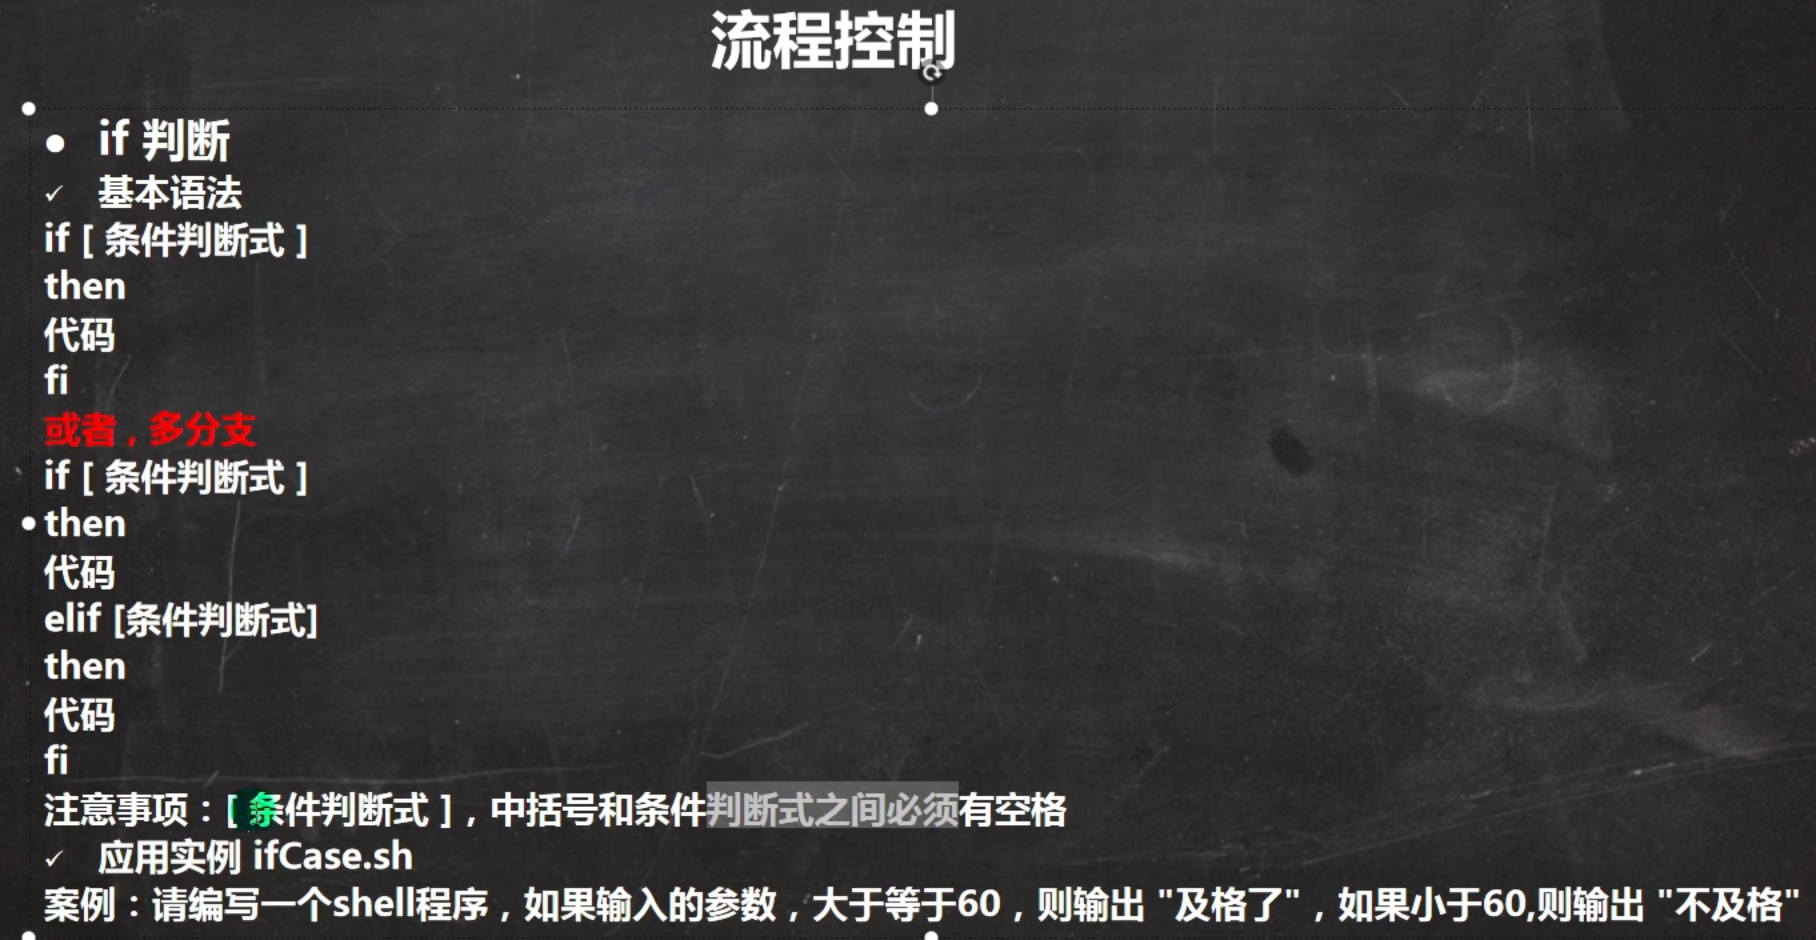 流程控制
● if 判断
✓ 基本语法
if [ 条件判断式 ]
then
代码
fi
或者，多分支
if [ 条件判断式 ]
then
代码
elif [条件判断式]
then
代码
fi
注意事项：[ 条件判断式 ]，中括号和条件判断式之间必须有空格
✓ 应用实例 ifCase.sh
案例：请编写一个shell程序，如果输入的参数，大于等于60，则输出 "及格了"，如果小于60,则输出 "不及格"